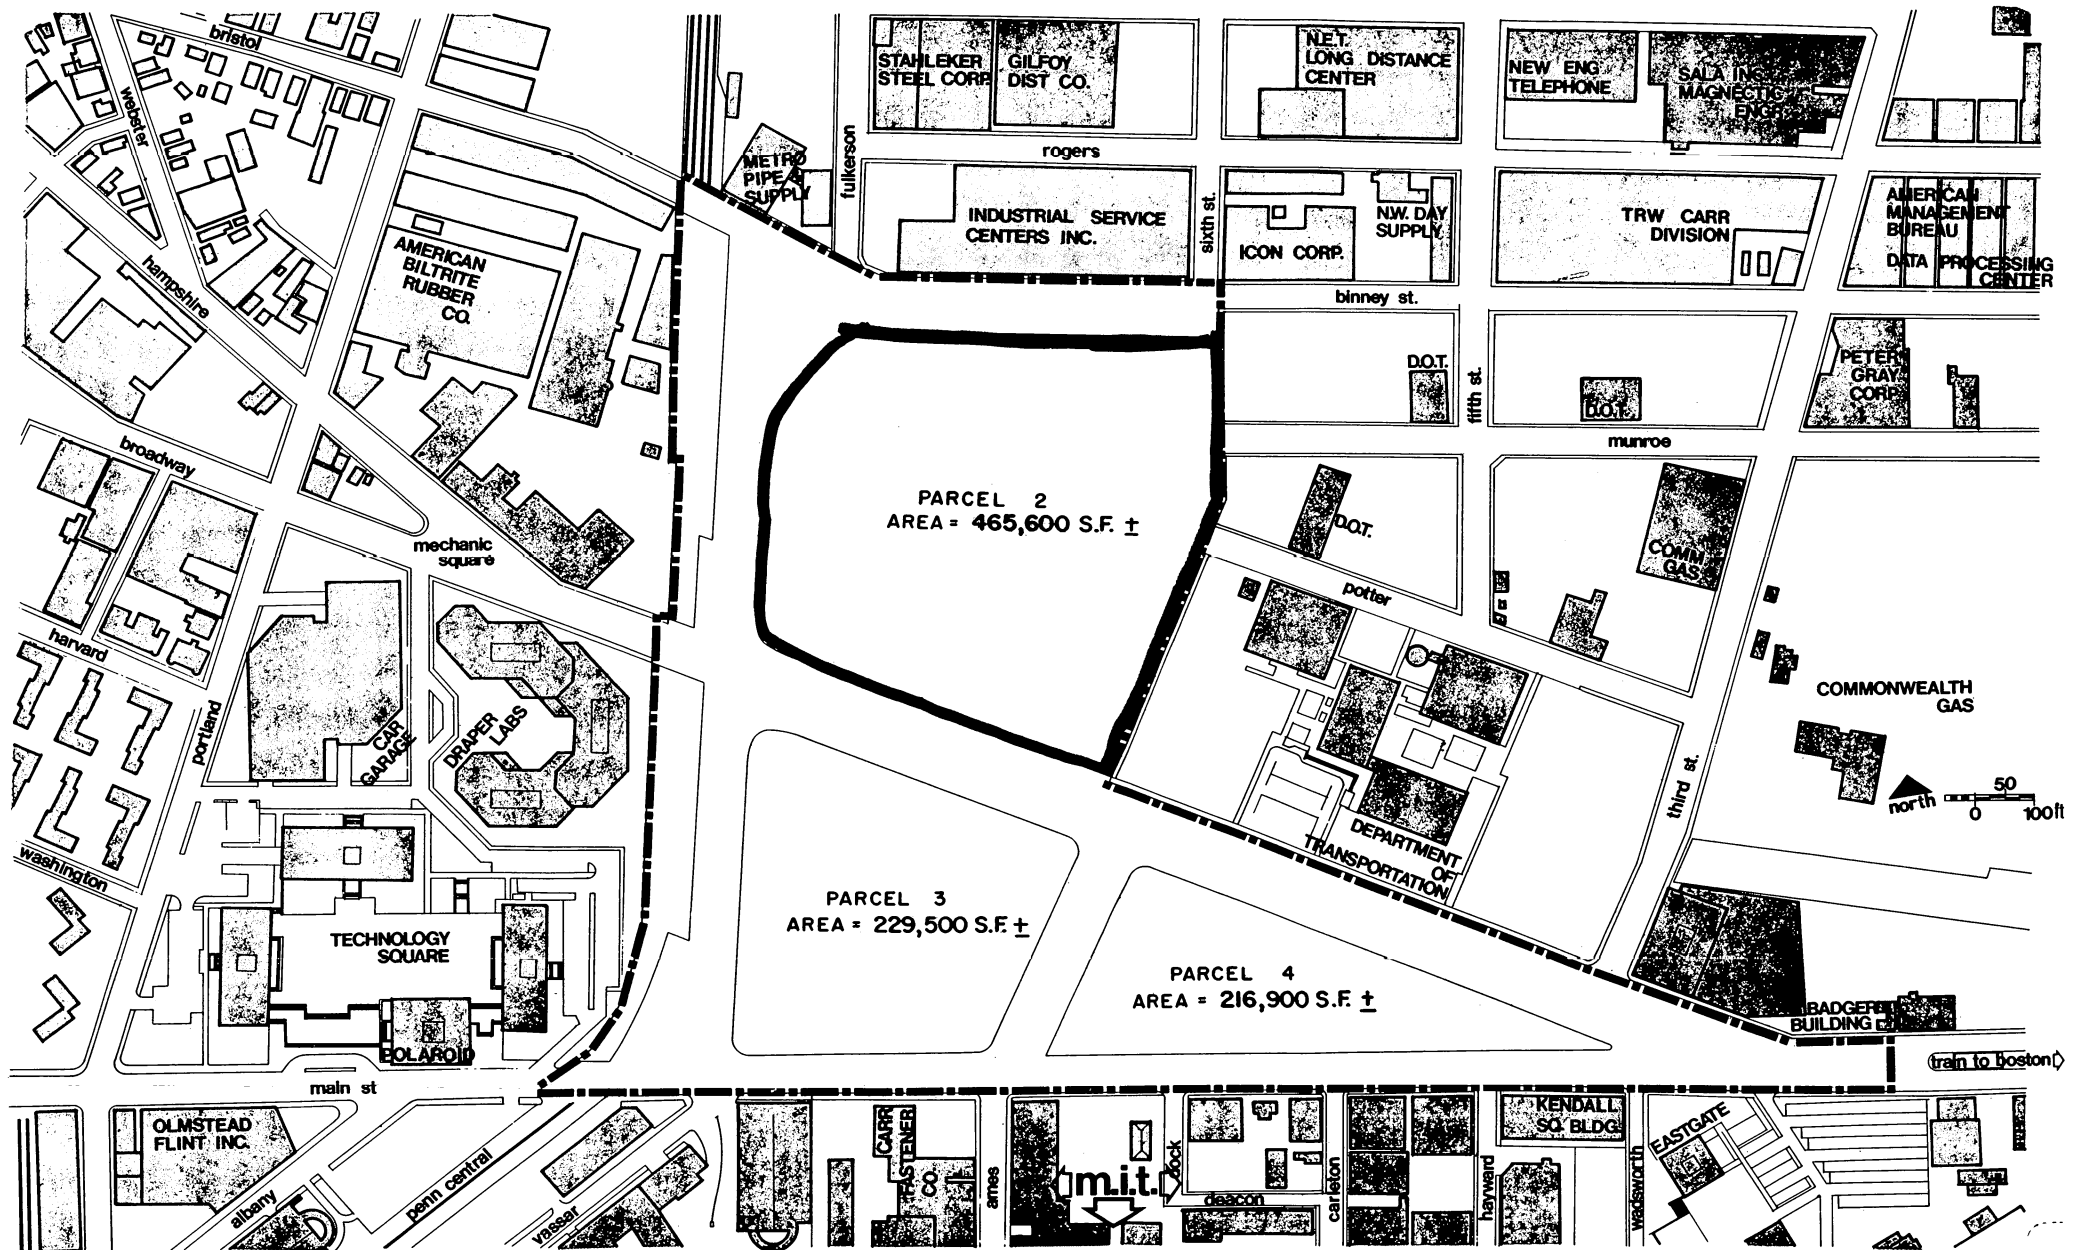 bristol
webster
STAHLEKER
STEEL CORP.
GILFOY
DIST CO.
N.E.T.
LONG DISTANCE
CENTER
NEW ENG
TELEPHONE
SALA INC.
MAGNECTIC
ENGR.
METRO
PIPE &
SUPPLY
fulkerson
rogers
INDUSTRIAL SERVICE
CENTERS INC.
sixth st.
ICON CORP.
N.W. DAY
SUPPLY
TRW CARR
DIVISION
AMERICAN
MANAGEMENT
BUREAU
DATA PROCESSING
CENTER
AMERICAN
BILTRITE
RUBBER
CO.
hampshire
binney st.
D.O.T.
fifth st.
D.O.T.
PETER
GRAY
CORP
munroe
broadway
PARCEL 2
AREA = 465,600 S.F. ±
D.O.T.
COMM
GAS
mechanic
square
potter
harvard
portland
CAR
GARAGE
DRAPER
LABS
COMMONWEALTH
GAS
third st.
north
50
0 100ft
DEPARTMENT
OF
TRANSPORTATION
washington
PARCEL 3
AREA = 229,500 S.F. ±
TECHNOLOGY
SQUARE
PARCEL 4
AREA = 216,900 S.F. ±
BADGER
BUILDING
POLAROID
main st
train to boston
OLMSTEAD
FLINT INC.
albany
penn central
vassar
CARR
FASTENER
CO
ames
m.i.t.
dock
deacon
carleton
hayward
KENDALL
SQ. BLDG.
wadsworth
EASTGATE